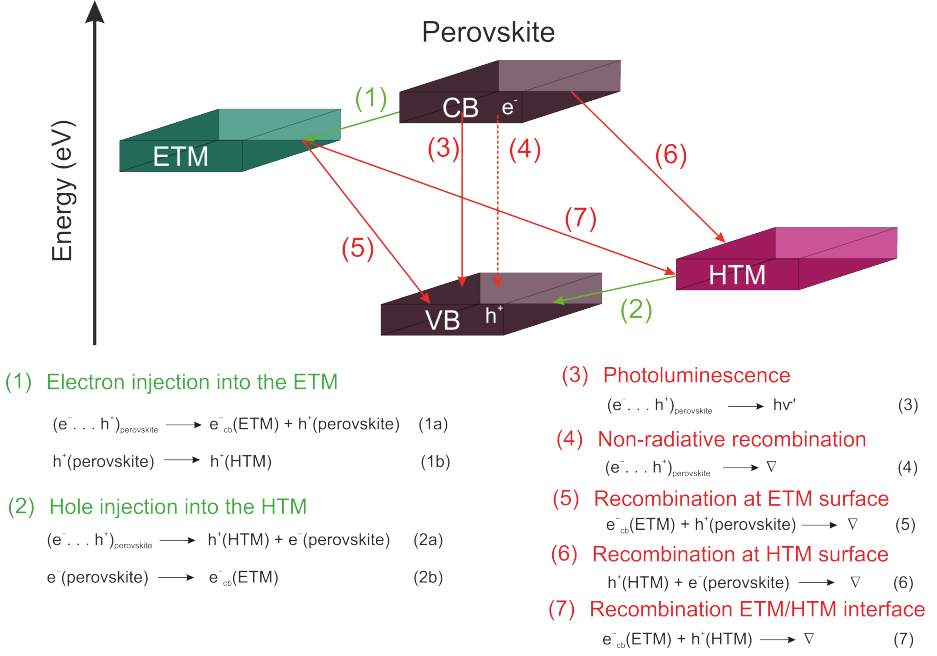 Perovskite
Energy (eV)
(1)
CB e⁻
ETM
(3)
(4)
(6)
(7)
(5)
HTM
VB h⁺
(2)
(1) Electron injection into the ETM
(e⁻. . . h⁺)perovskite ⟶ e⁻cb(ETM) + h⁺(perovskite) (1a)
h⁺(perovskite) ⟶ h⁺(HTM) (1b)
(2) Hole injection into the HTM
(e⁻. . . h⁺)perovskite ⟶ h⁺(HTM) + e⁻(perovskite) (2a)
e⁻(perovskite) ⟶ e⁻cb(ETM) (2b)
(3) Photoluminescence
(e⁻. . . h⁺)perovskite ⟶ hν′ (3)
(4) Non-radiative recombination
(e⁻. . . h⁺)perovskite ⟶ ∇ (4)
(5) Recombination at ETM surface
e⁻cb(ETM) + h⁺(perovskite) ⟶ ∇ (5)
(6) Recombination at HTM surface
h⁺(HTM) + e⁻(perovskite) ⟶ ∇ (6)
(7) Recombination ETM/HTM interface
e⁻cb(ETM) + h⁺(HTM) ⟶ ∇ (7)